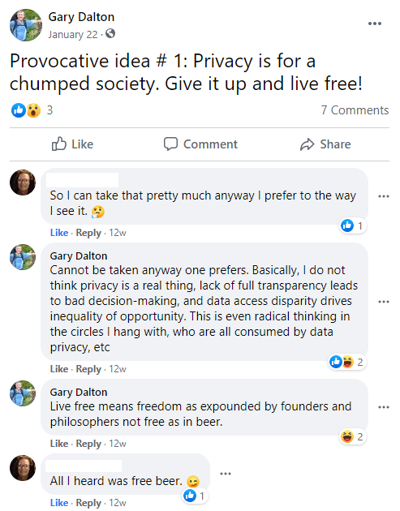 Gary Dalton
January 22 ·
Provocative idea # 1: Privacy is for a
chumped society. Give it up and live free!
3
7 Comments
Like
Comment
Share
So I can take that pretty much anyway I prefer to the way
I see it. 😢
1
Like · Reply · 12w
Gary Dalton
Cannot be taken anyway one prefers. Basically, I do not
think privacy is a real thing, lack of full transparency leads
to bad decision-making, and data access disparity drives
inequality of opportunity. This is even radical thinking in
the circles I hang with, who are all consumed by data
privacy, etc
2
Like · Reply · 12w
Gary Dalton
Live free means freedom as expounded by founders and
philosophers not free as in beer.
2
Like · Reply · 12w
All I heard was free beer. 😉
1
Like · Reply · 12w